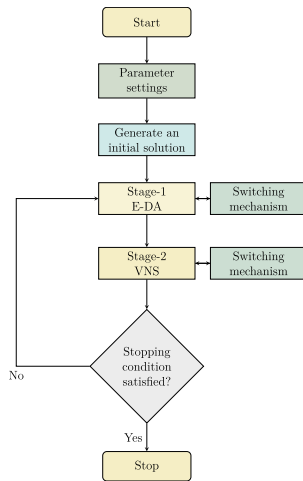 Start
Parameter
settings
Generate an
initial solution
Stage-1
E-DA
Switching
mechanism
Stage-2
VNS
Switching
mechanism
Stopping
condition
satisfied?
No
Yes
Stop